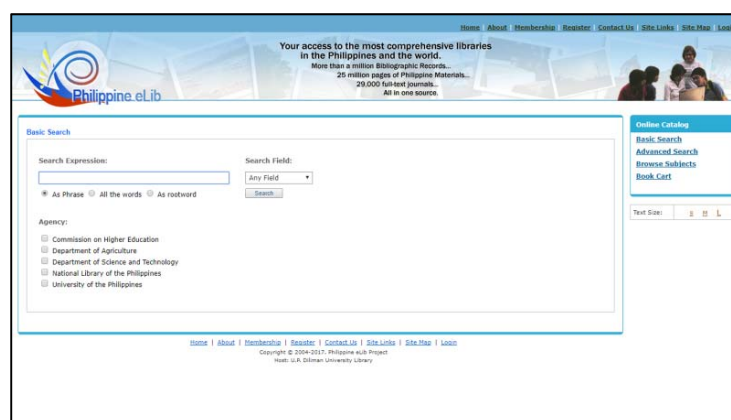 Home | About | Membership | Register | Contact Us | Site Links | Site Map | Login
Your access to the most comprehensive libraries
in the Philippines and the world.
More than a million Bibliographic Records...
25 million pages of Philippine Materials...
29,000 full-text journals...
All in one source.
Philippine eLib
Basic Search
Search Expression:
Search Field:
Any Field
As Phrase
All the words
As rootword
Search
Agency:
Commission on Higher Education
Department of Agriculture
Department of Science and Technology
National Library of the Philippines
University of the Philippines
Online Catalog
Basic Search
Advanced Search
Browse Subjects
Book Cart
Text Size: S M L
Home | About | Membership | Register | Contact Us | Site Links | Site Map | Login
Copyright © 2004-2017. Philippine eLib Project
Host: U.P. Diliman University Library